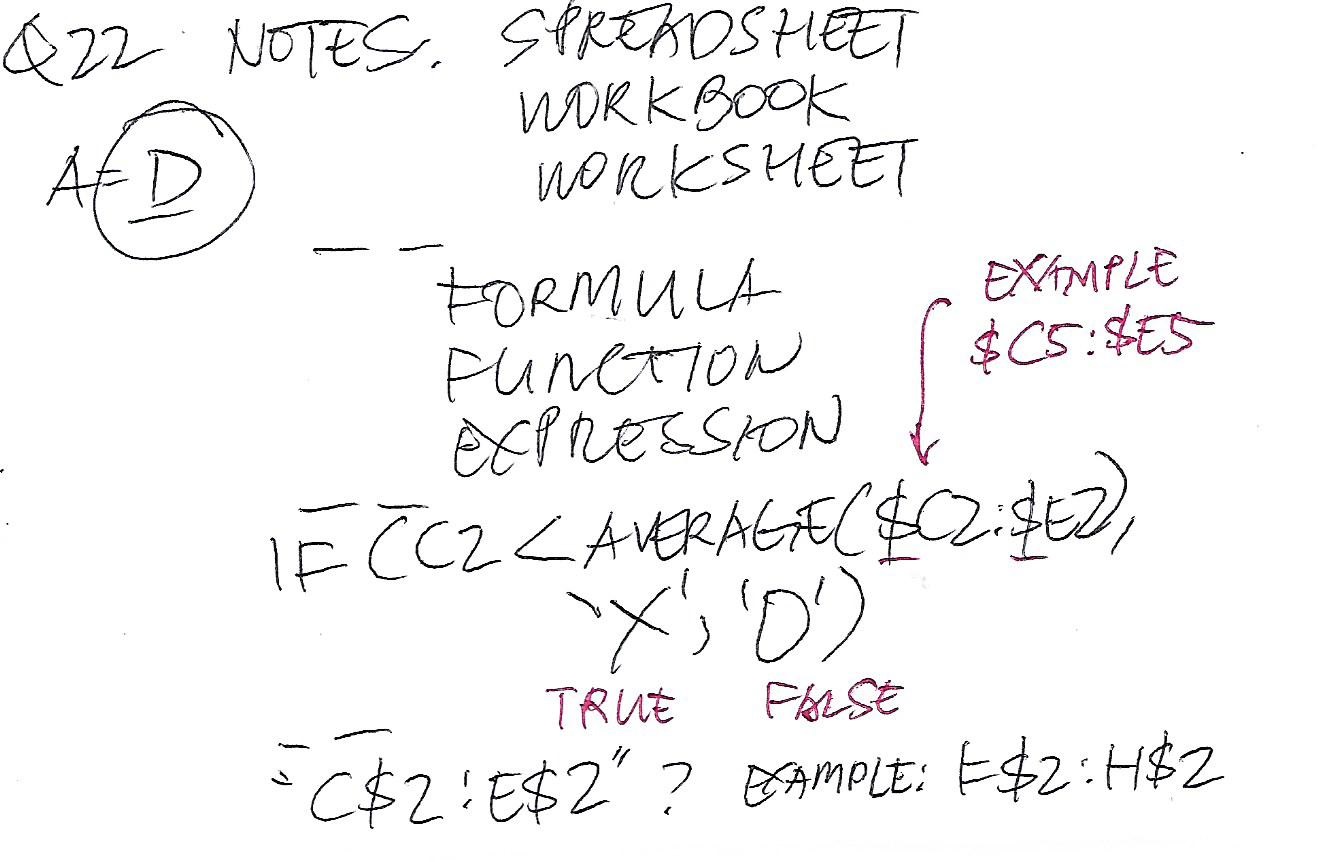 Q22 NOTES. SPREADSHEET
WORKBOOK
A=D WORKSHEET
FORMULA
EXAMPLE
FUNCTION
$C5:$E5
EXPRESSION
IF (C2 < AVERAGE($C2:$E2),
'X', 'O')
TRUE FALSE
"C$2:E$2" ? EXAMPLE: F$2:H$2